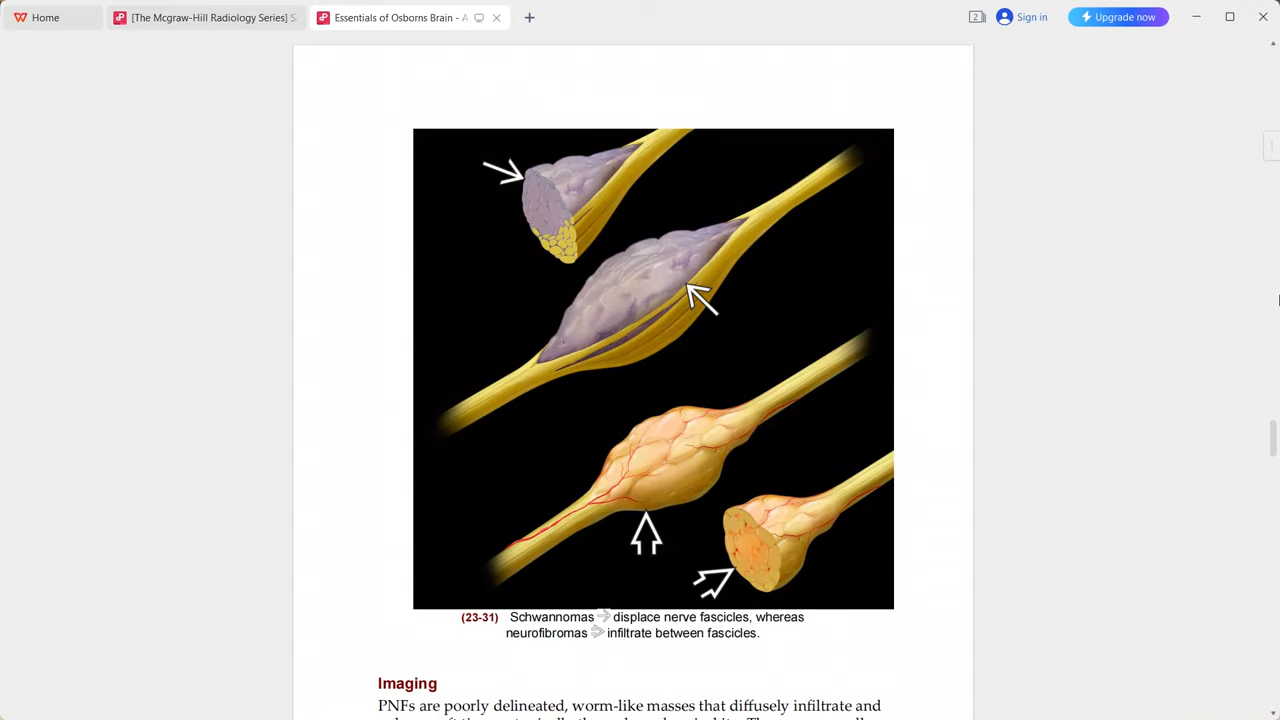 Home
[The Mcgraw-Hill Radiology Series] S
Essentials of Osborns Brain - A
2
Sign in
Upgrade now
(23-31) Schwannomas displace nerve fascicles, whereas
neurofibromas infiltrate between fascicles.
Imaging
PNFs are poorly delineated, worm-like masses that diffusely infiltrate and